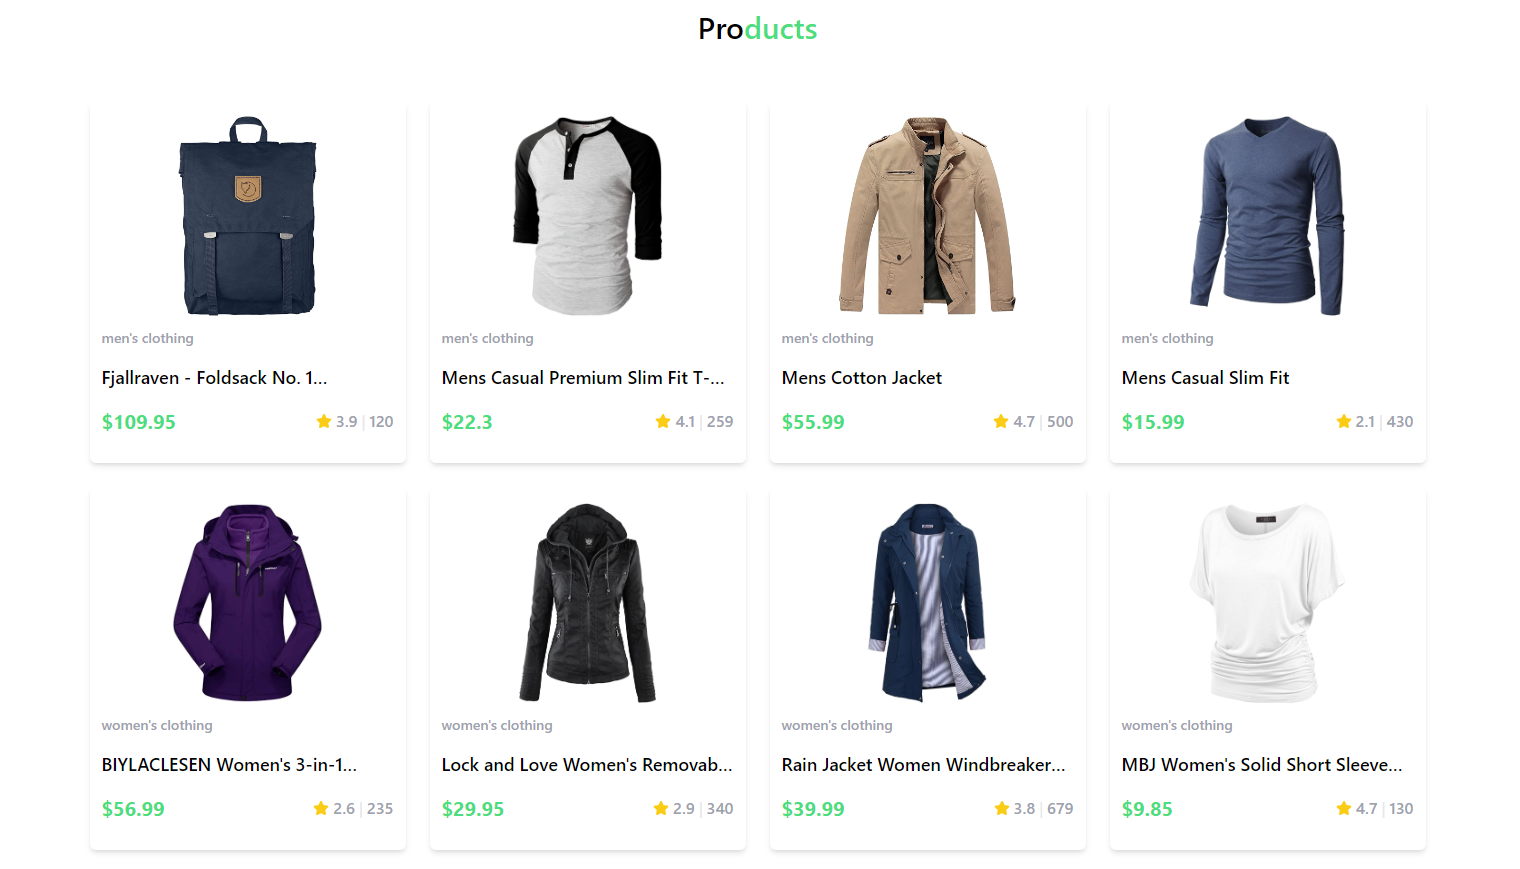 Products
men's clothing
Fjallraven - Foldsack No. 1...
$109.95
3.9 | 120
men's clothing
Mens Casual Premium Slim Fit T-...
$22.3
4.1 | 259
men's clothing
Mens Cotton Jacket
$55.99
4.7 | 500
men's clothing
Mens Casual Slim Fit
$15.99
2.1 | 430
women's clothing
BIYLACLESEN Women's 3-in-1...
$56.99
2.6 | 235
women's clothing
Lock and Love Women's Removab...
$29.95
2.9 | 340
women's clothing
Rain Jacket Women Windbreaker...
$39.99
3.8 | 679
women's clothing
MBJ Women's Solid Short Sleeve...
$9.85
4.7 | 130